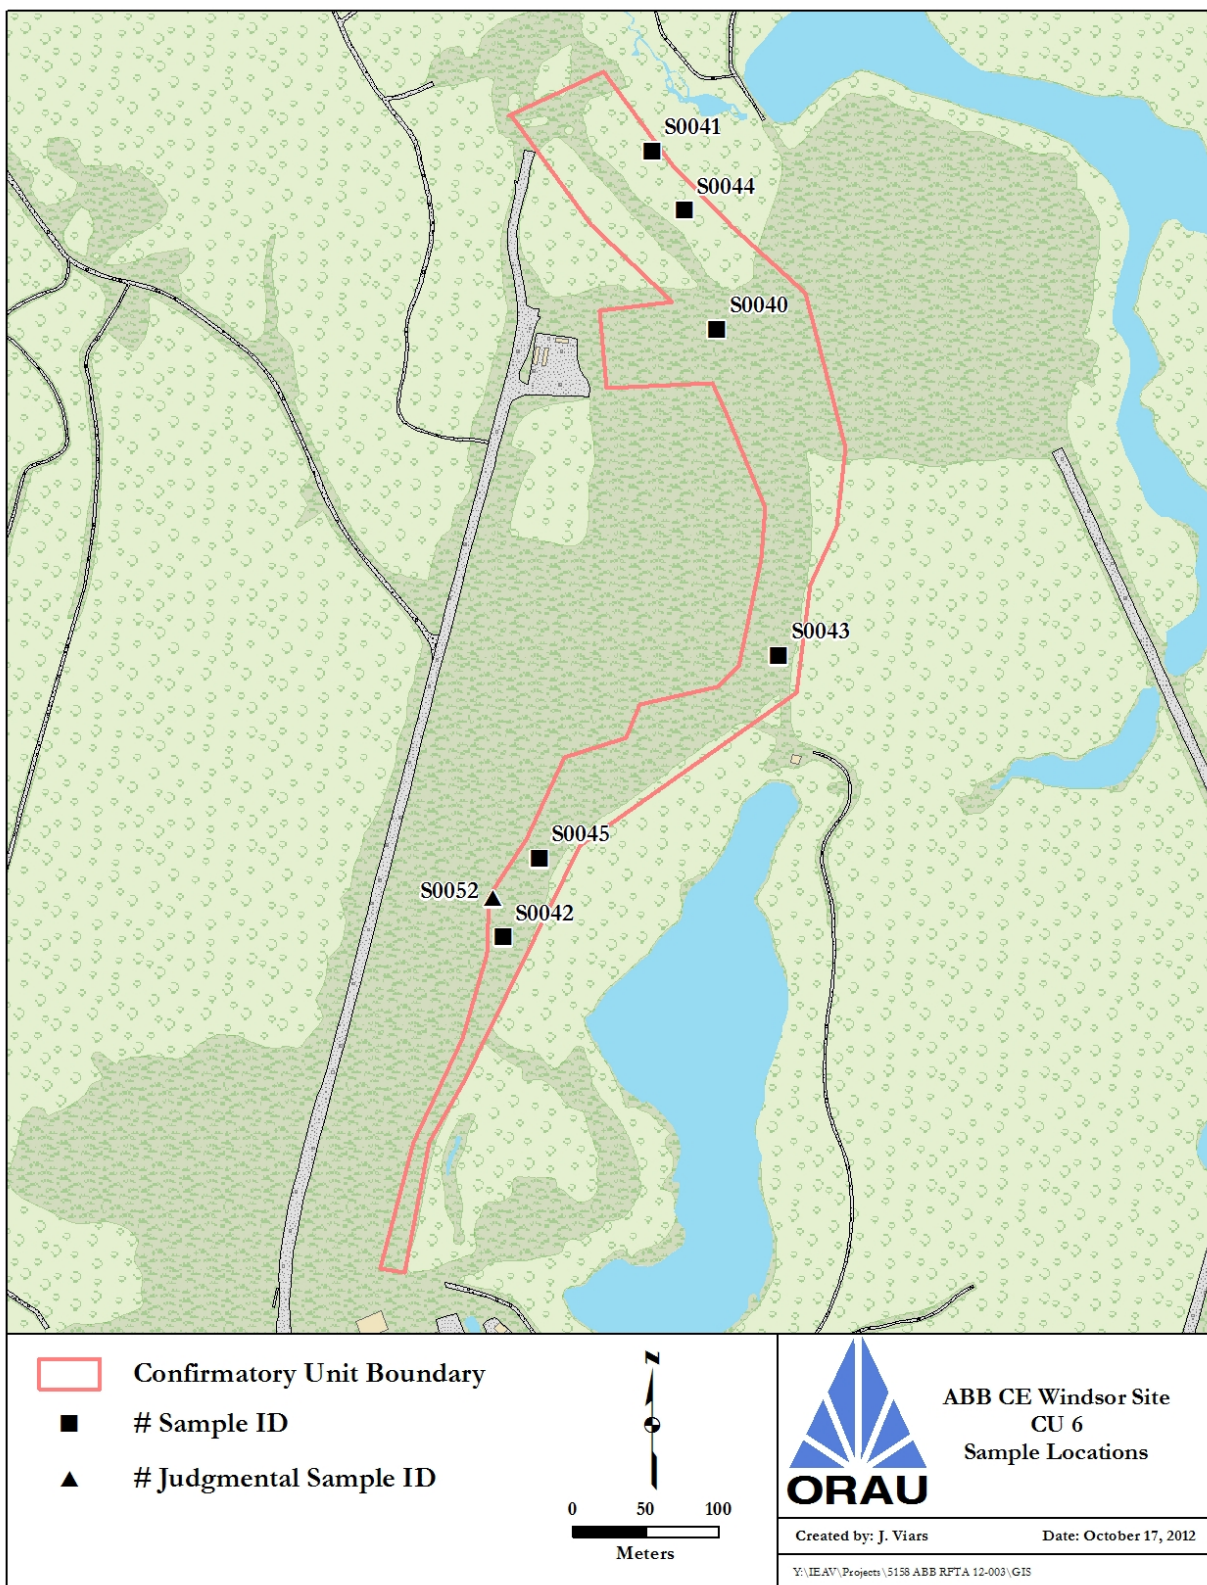 S0041
S0044
S0040
S0043
S0045
S0052
S0042
Confirmatory Unit Boundary
# Sample ID
# Judgmental Sample ID
N
0 50 100
Meters
ORAU
ABB CE Windsor Site
CU 6
Sample Locations
Created by: J. Viars Date: October 17, 2012
Y:\IEAV\Projects\5158 ABB RFTA 12-003\GIS